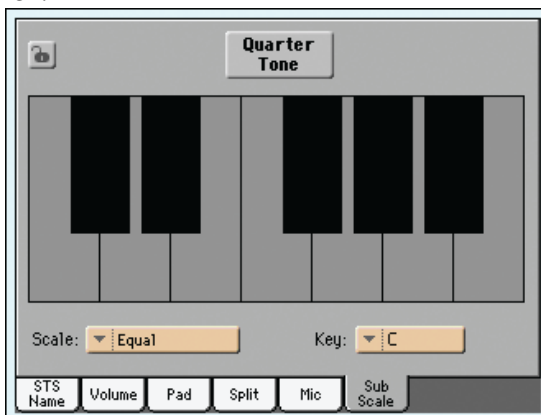 Quarter
Tone
Scale: Equal Key: C
STS
Name Volume Pad Split Mic Sub
Scale